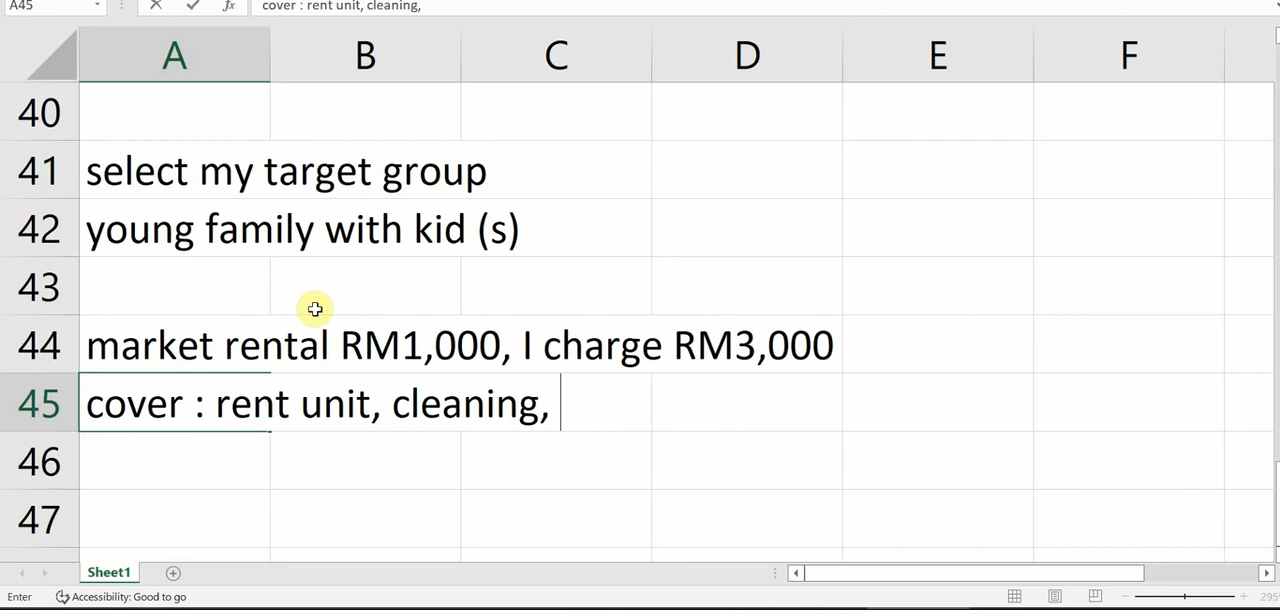 A45 fx cover : rent unit, cleaning,
A B C D E F
40
41 select my target group
42 young family with kid (s)
43
44 market rental RM1,000, I charge RM3,000
45 cover : rent unit, cleaning,
46
47
Sheet1
Enter Accessibility: Good to go 295